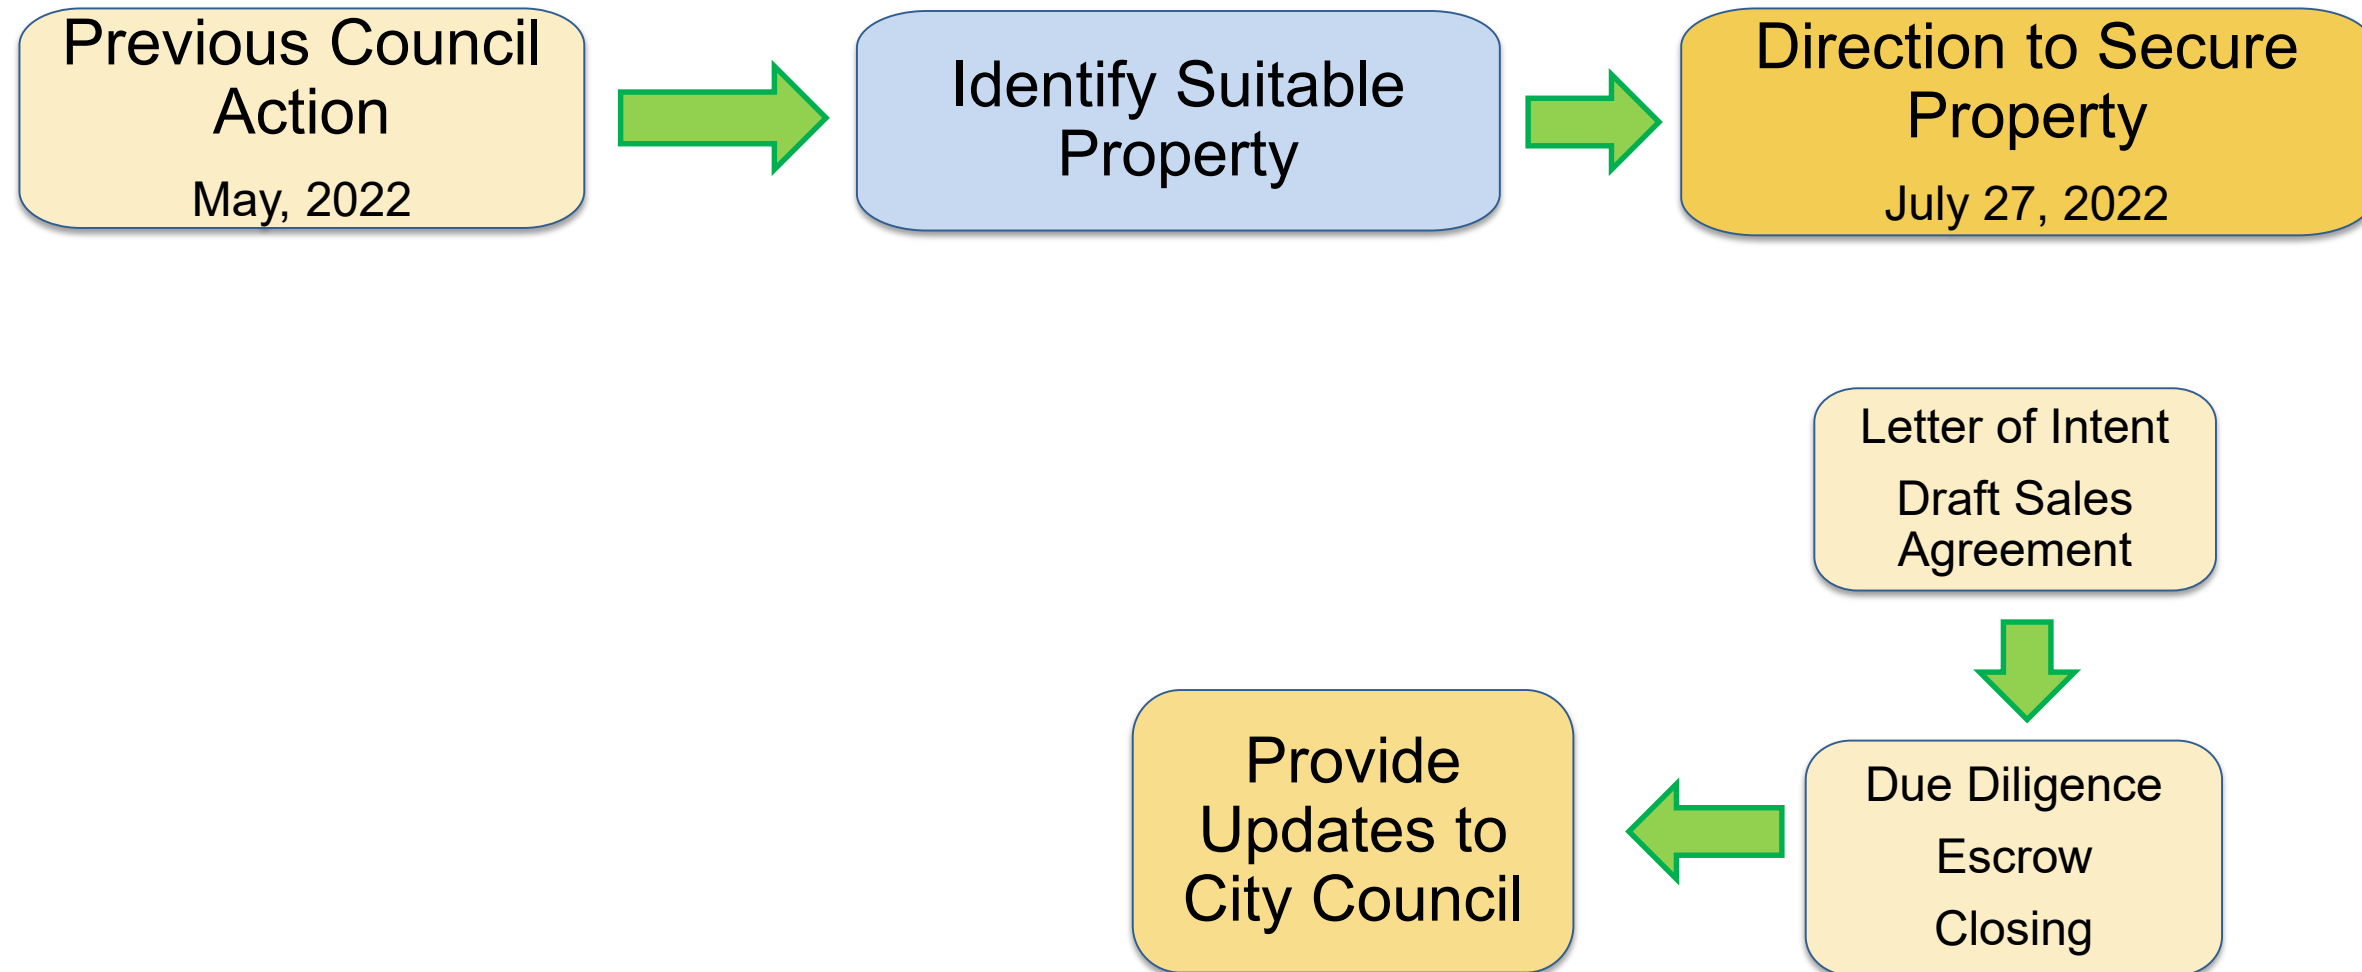 Previous Council
Action
May, 2022
Identify Suitable
Property
Direction to Secure
Property
July 27, 2022
Letter of Intent
Draft Sales
Agreement
Due Diligence
Escrow
Closing
Provide
Updates to
City Council